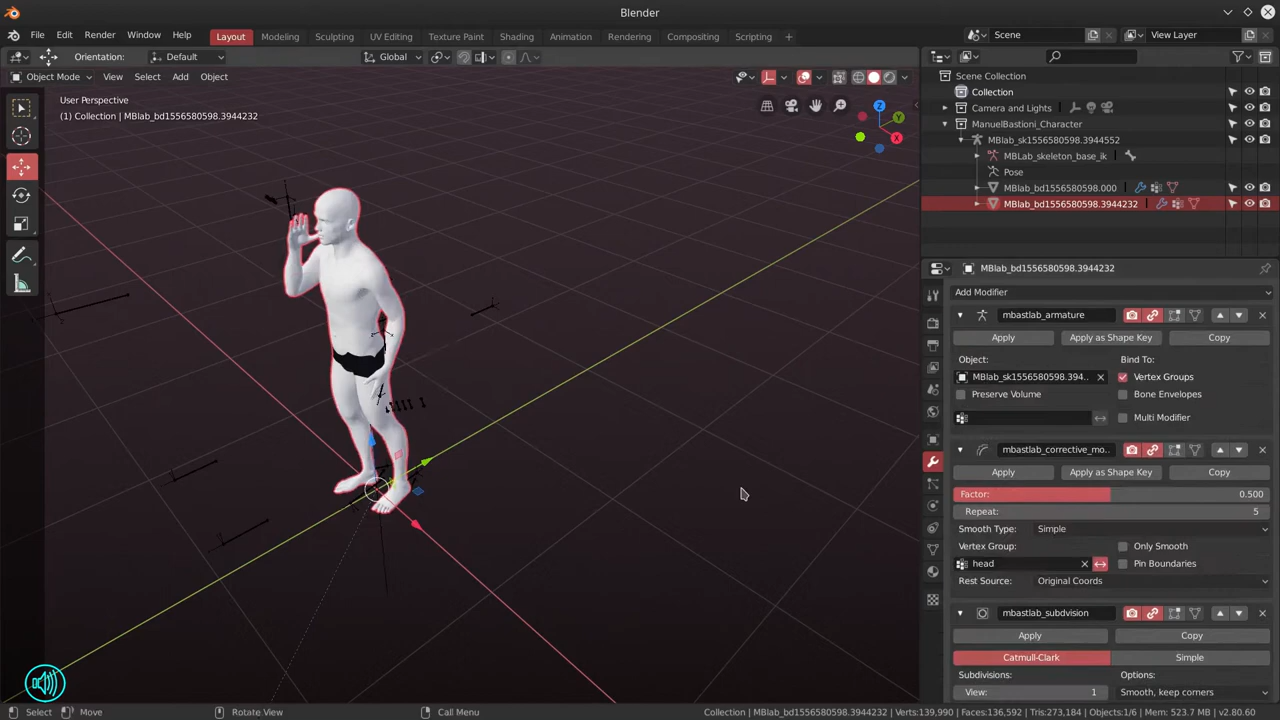 Blender
File Edit Render Window Help Layout Modeling Sculpting UV Editing Texture Paint Shading Animation Rendering Compositing Scripting + Scene View Layer
Orientation: Default Global
Object Mode View Select Add Object
User Perspective
(1) Collection | MBlab_bd1556580598.3944232
Z
Y
X
Scene Collection
Collection
Camera and Lights
ManuelBastioni_Character
MBlab_sk1556580598.3944552
MBLab_skeleton_base_ik
Pose
MBlab_bd1556580598.000
MBlab_bd1556580598.3944232
MBlab_bd1556580598.3944232
Add Modifier
mbastlab_armature
Apply Apply as Shape Key Copy
Object: Bind To:
MBlab_sk1556580598.394.. Vertex Groups
Preserve Volume Bone Envelopes
Multi Modifier
mbastlab_corrective_mo..
Apply Apply as Shape Key Copy
Factor: 0.500
Repeat: 5
Smooth Type: Simple
Vertex Group: Only Smooth
head Pin Boundaries
Rest Source: Original Coords
mbastlab_subdivision
Apply Copy
Catmull-Clark Simple
Subdivisions: Options:
View: 1 Smooth, keep corners
Select Move Rotate View Call Menu Collection | MBlab_bd1556580598.3944232 | Verts:139,990 | Faces:136,592 | Tris:273,184 | Objects:1/6 | Mem: 523.7 MB | v2.80.60